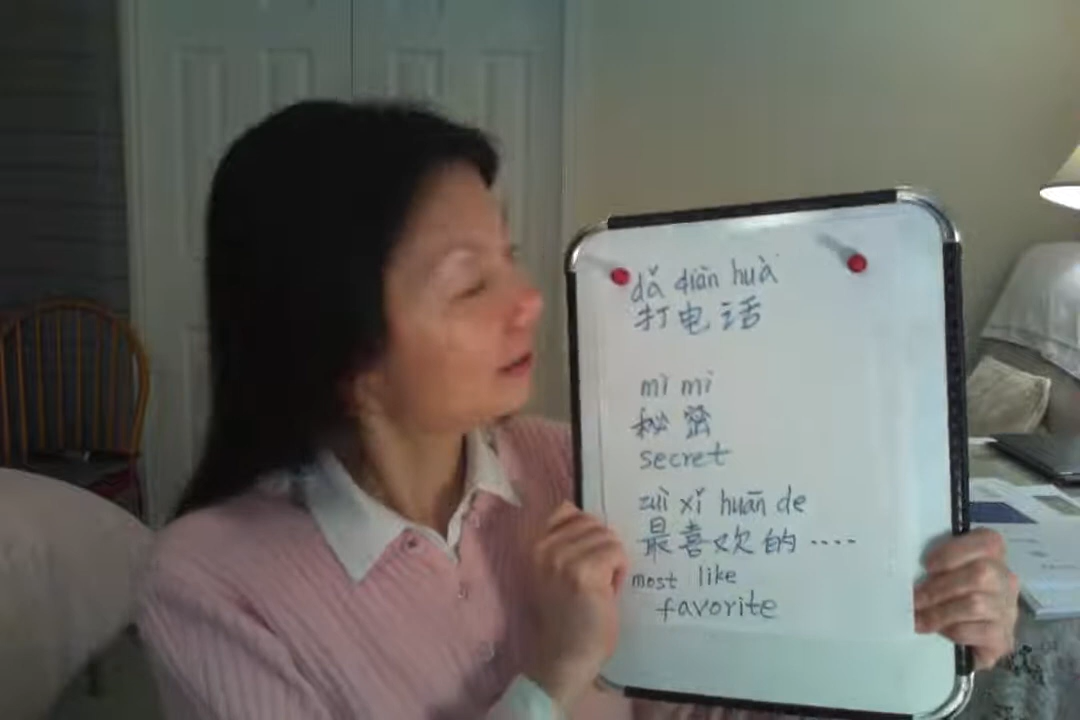 dǎ diàn huà
打电话
mì mì
秘密
secret
zuì xǐ huān de
最喜欢的 ····
most like
favorite